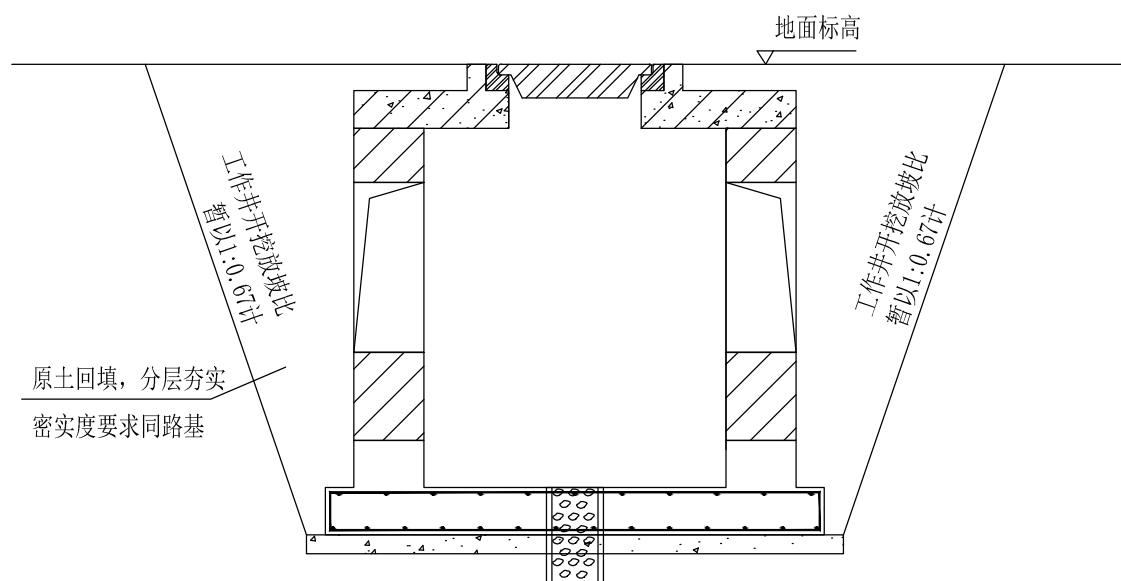 地面标高
工作井开挖放坡比
暂以1:0.67计
工作井开挖放坡比
暂以1:0.67计
原土回填，分层夯实
密实度要求同路基